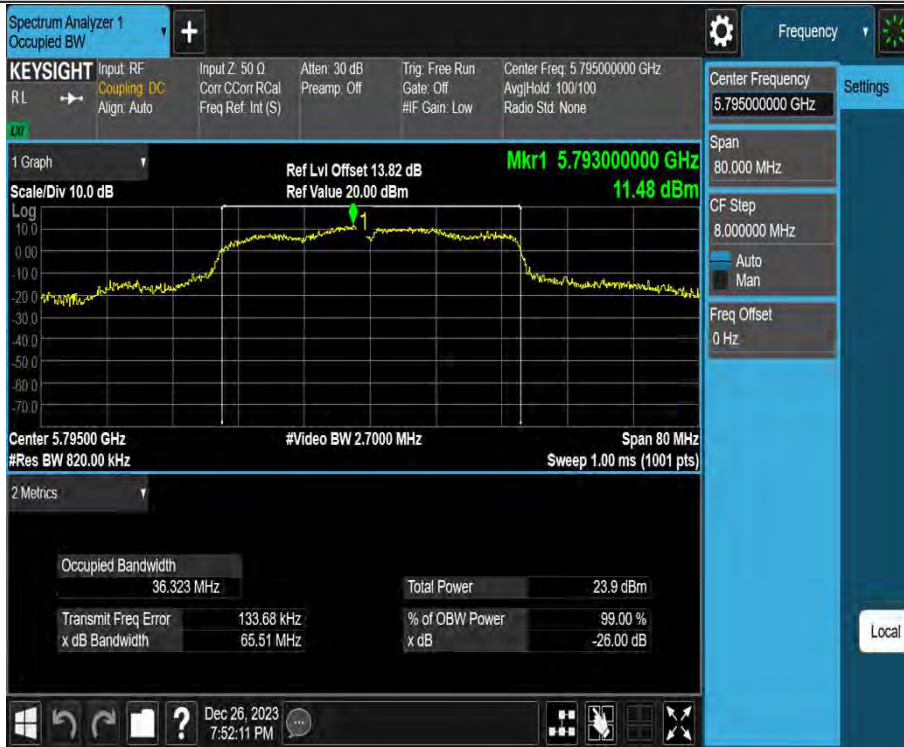 Spectrum Analyzer 1
Occupied BW
+
Frequency
KEYSIGHT
Input: RF
Coupling: DC
Align: Auto
Input Z: 50 Ω
Corr CCorr RCal
Freq Ref: Int (S)
Atten: 30 dB
Preamp: Off
Trig: Free Run
Gate: Off
#IF Gain: Low
Center Freq: 5.795000000 GHz
Avg|Hold: 100/100
Radio Std: None
R L
LXI
Center Frequency
5.795000000 GHz
Settings
Span
80.000 MHz
CF Step
8.000000 MHz
Auto
Man
Freq Offset
0 Hz
1 Graph
Scale/Div 10.0 dB
Ref Lvl Offset 13.82 dB
Ref Value 20.00 dBm
Mkr1 5.793000000 GHz
11.48 dBm
Log
1
10.0
0.00
-10.0
-20.0
-30.0
-40.0
-50.0
-60.0
-70.0
Center 5.79500 GHz
#Video BW 2.7000 MHz
Span 80 MHz
#Res BW 820.00 kHz
Sweep 1.00 ms (1001 pts)
2 Metrics
Occupied Bandwidth
36.323 MHz
Total Power 23.9 dBm
Transmit Freq Error 133.68 kHz
% of OBW Power 99.00 %
x dB Bandwidth 65.51 MHz
x dB -26.00 dB
Local
?
Dec 26, 2023
7:52:11 PM